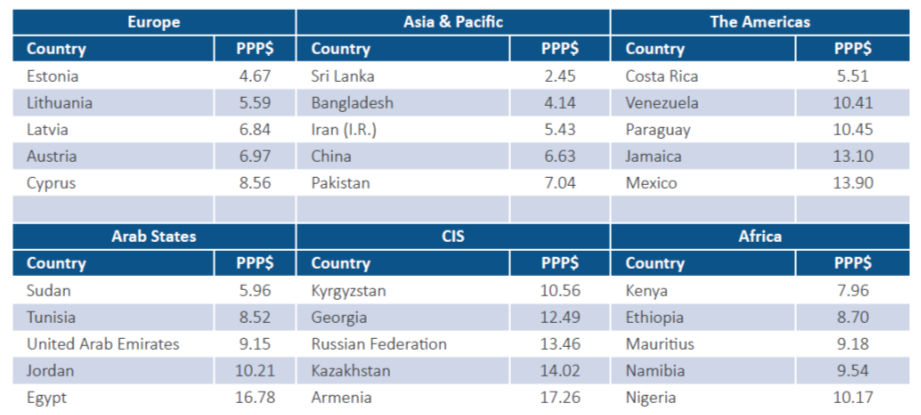 Europe Asia & Pacific The Americas
Country PPP$ Country PPP$ Country PPP$
Estonia 4.67 Sri Lanka 2.45 Costa Rica 5.51
Lithuania 5.59 Bangladesh 4.14 Venezuela 10.41
Latvia 6.84 Iran (I.R.) 5.43 Paraguay 10.45
Austria 6.97 China 6.63 Jamaica 13.10
Cyprus 8.56 Pakistan 7.04 Mexico 13.90
Arab States CIS Africa
Country PPP$ Country PPP$ Country PPP$
Sudan 5.96 Kyrgyzstan 10.56 Kenya 7.96
Tunisia 8.52 Georgia 12.49 Ethiopia 8.70
United Arab Emirates 9.15 Russian Federation 13.46 Mauritius 9.18
Jordan 10.21 Kazakhstan 14.02 Namibia 9.54
Egypt 16.78 Armenia 17.26 Nigeria 10.17